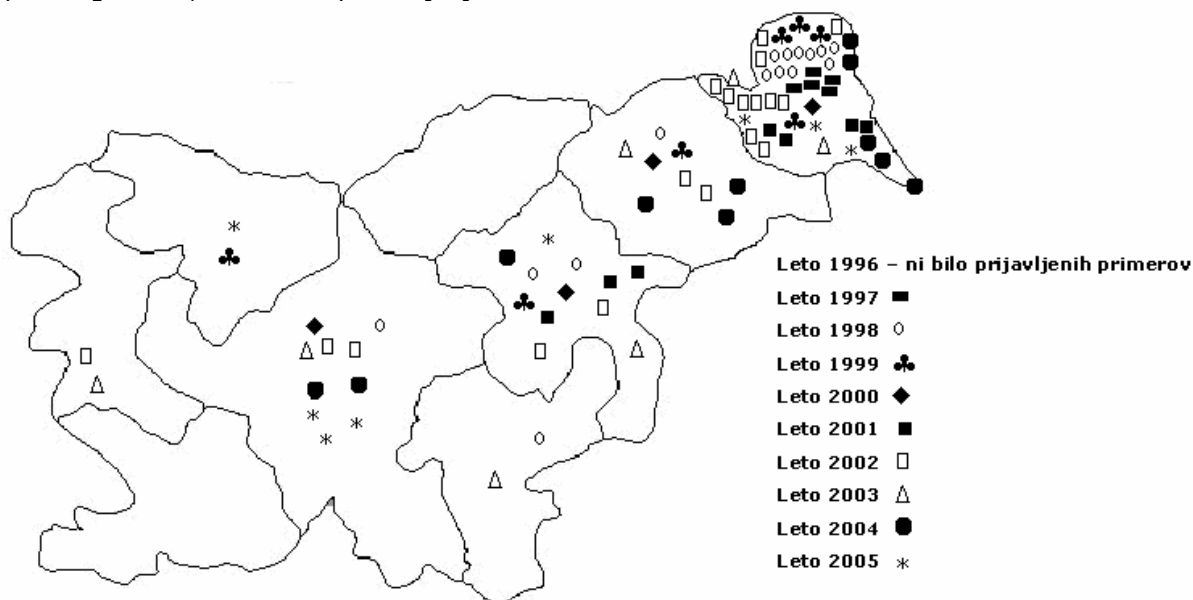 Leto 1996 – ni bilo prijavljenih primerov
Leto 1997
Leto 1998
Leto 1999
Leto 2000
Leto 2001
Leto 2002
Leto 2003
Leto 2004
Leto 2005